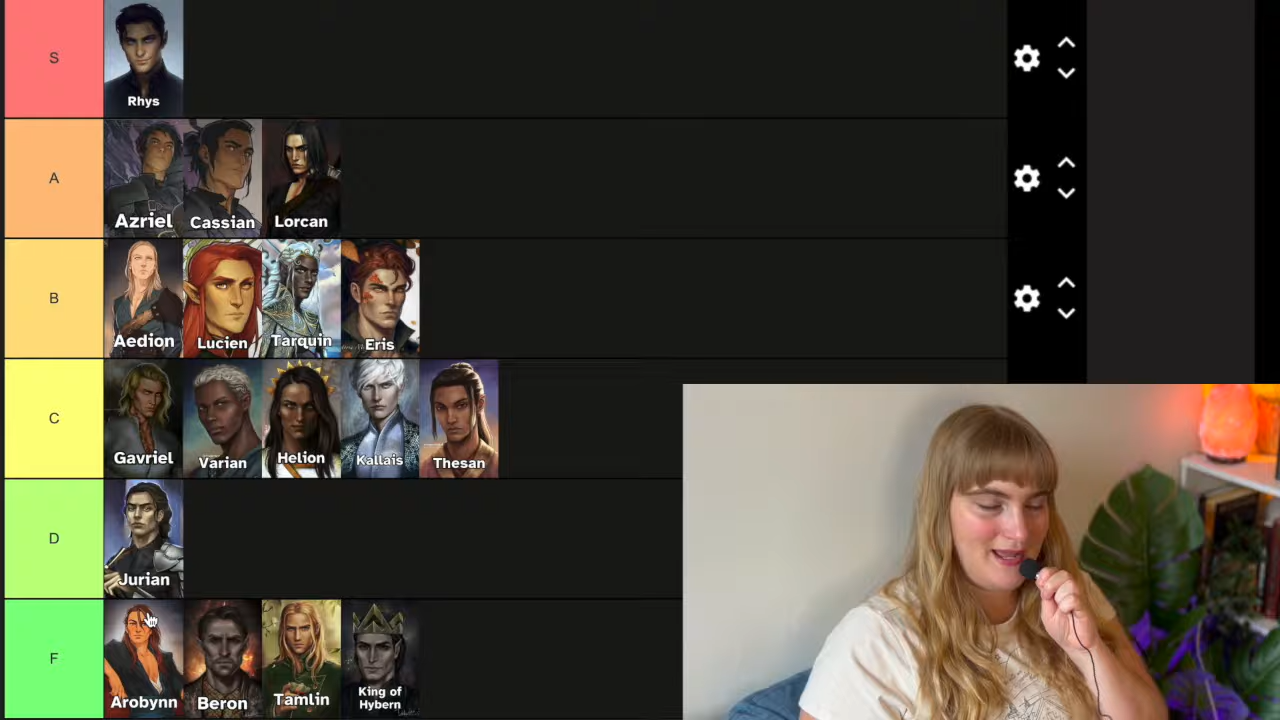 S
Rhys
A
Azriel
Cassian
Lorcan
B
Aedion
Lucien
Tarquin
Eris
C
Gavriel
Varian
Helion
Kallais
Thesan
D
Jurian
F
Arobynn
Beron
Tamlin
King of
Hybern